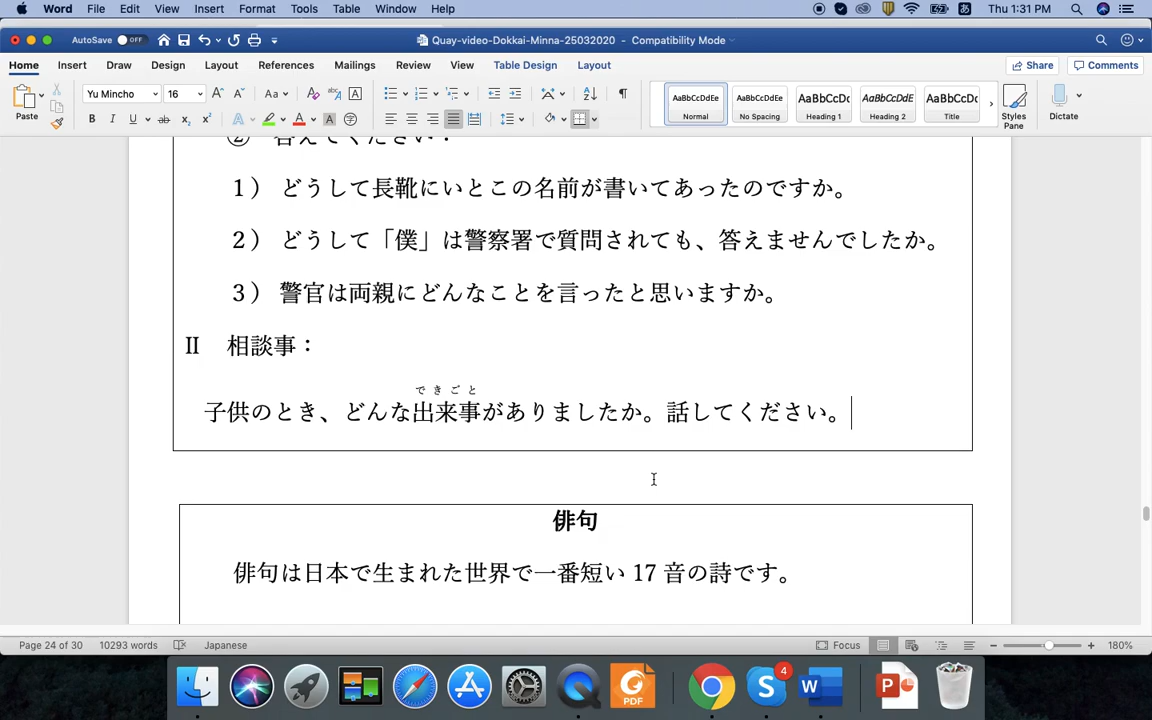 Word File Edit View Insert Format Tools Table Window Help Thu 1:31 PM
AutoSave OFF Quay-video-Dokkai-Minna-25032020 - Compatibility Mode
Home Insert Draw Design Layout References Mailings Review View Table Design Layout Share Comments
Paste Yu Mincho 16 AaBbCcDdEe Normal AaBbCcDdEe No Spacing AaBbCcDc Heading 1 AaBbCcDdEe Heading 2 AaBbCcDc Title Styles Pane Dictate
② 答えてください：
1） どうして長靴にいとこの名前が書いてあったのですか。
2） どうして「僕」は警察署で質問されても、答えませんでしたか。
3） 警官は両親にどんなことを言ったと思いますか。
Ⅱ 相談事：
できごと
子供のとき、どんな出来事がありましたか。話してください。
俳句
俳句は日本で生まれた世界で一番短い 17 音の詩です。
Page 24 of 30 10293 words Japanese Focus 180%
4
PDF
W
P